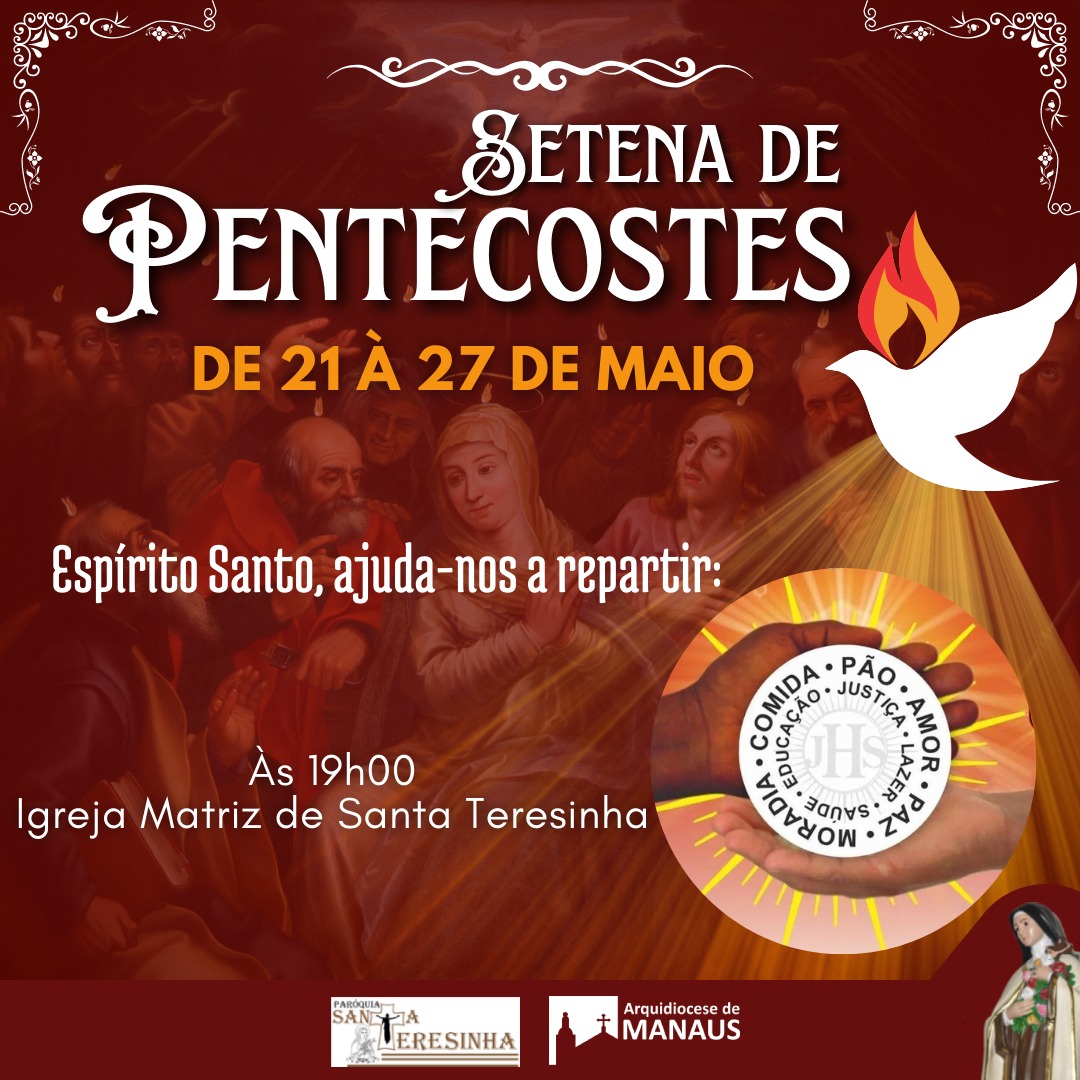 SETENA DE
PENTECOSTES
DE 21 À 27 DE MAIO
Espírito Santo, ajuda-nos a repartir:
COMIDA • PÃO • AMOR • PAZ • MORADIA •
EDUCAÇÃO • JUSTIÇA • LAZER • SAÚDE •
JHS
Às 19h00
Igreja Matriz de Santa Teresinha
PARÓQUIA
SANTA
TERESINHA
Arquidiocese de
MANAUS